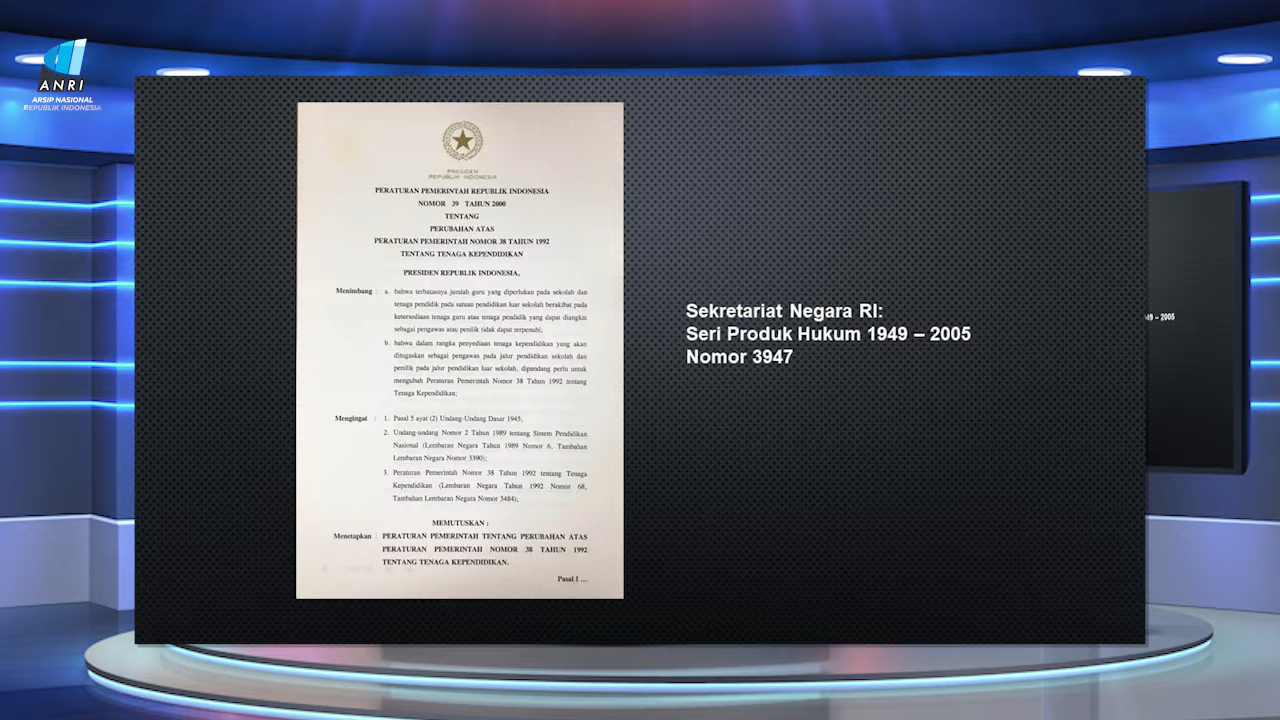 ANRI
ARSIP NASIONAL
REPUBLIK INDONESIA
PRESIDEN
REPUBLIK INDONESIA
PERATURAN PEMERINTAH REPUBLIK INDONESIA
NOMOR 39 TAHUN 2000
TENTANG
PERUBAHAN ATAS
PERATURAN PEMERINTAH NOMOR 38 TAHUN 1992
TENTANG TENAGA KEPENDIDIKAN
PRESIDEN REPUBLIK INDONESIA,
Menimbang : a. bahwa terbatasnya jumlah guru yang diperlukan pada sekolah dan
tenaga pendidik pada satuan pendidikan luar sekolah berakibat pada
ketersediaan tenaga guru atau tenaga pendidik yang dapat diangkat
sebagai pengawas atau penilik tidak dapat terpenuhi;
b. bahwa dalam rangka penyediaan tenaga kependidikan yang akan
ditugaskan sebagai pengawas pada jalur pendidikan sekolah dan
penilik pada jalur pendidikan luar sekolah, dipandang perlu untuk
mengubah Peraturan Pemerintah Nomor 38 Tahun 1992 tentang
Tenaga Kependidikan;
Mengingat : 1. Pasal 5 ayat (2) Undang-Undang Dasar 1945;
2. Undang-undang Nomor 2 Tahun 1989 tentang Sistem Pendidikan
Nasional (Lembaran Negara Tahun 1989 Nomor 6, Tambahan
Lembaran Negara Nomor 3390);
3. Peraturan Pemerintah Nomor 38 Tahun 1992 tentang Tenaga
Kependidikan (Lembaran Negara Tahun 1992 Nomor 68,
Tambahan Lembaran Negara Nomor 3484);
MEMUTUSKAN :
Menetapkan : PERATURAN PEMERINTAH TENTANG PERUBAHAN ATAS
PERATURAN PEMERINTAH NOMOR 38 TAHUN 1992
TENTANG TENAGA KEPENDIDIKAN.
Pasal 1 ...
Sekretariat Negara RI:
Seri Produk Hukum 1949 – 2005
Nomor 3947
– 2005